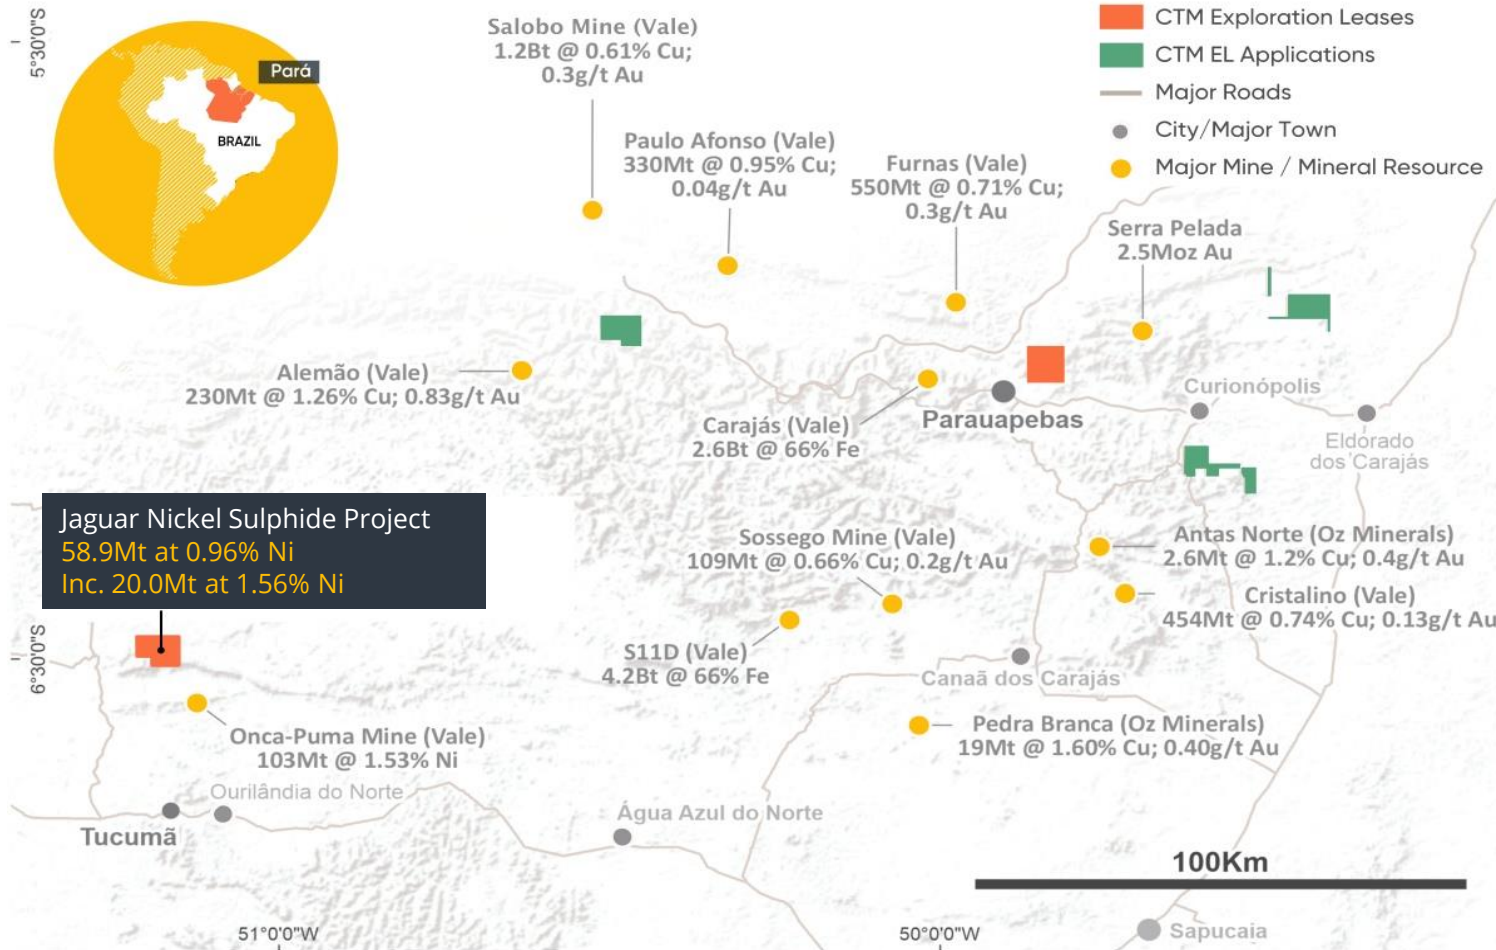 5°30'0"S
Pará
BRAZIL
Salobo Mine (Vale)
1.2Bt @ 0.61% Cu;
0.3g/t Au
Paulo Afonso (Vale)
330Mt @ 0.95% Cu;
0.04g/t Au
Furnas (Vale)
550Mt @ 0.71% Cu;
0.3g/t Au
CTM Exploration Leases
CTM EL Applications
Major Roads
City/Major Town
Major Mine / Mineral Resource
Serra Pelada
2.5Moz Au
Alemão (Vale)
230Mt @ 1.26% Cu; 0.83g/t Au
Carajás (Vale)
2.6Bt @ 66% Fe
Parauapebas
Curionópolis
Eldorado
dos Carajás
Jaguar Nickel Sulphide Project
58.9Mt at 0.96% Ni
Inc. 20.0Mt at 1.56% Ni
Sossego Mine (Vale)
109Mt @ 0.66% Cu; 0.2g/t Au
Antas Norte (Oz Minerals)
2.6Mt @ 1.2% Cu; 0.4g/t Au
Cristalino (Vale)
454Mt @ 0.74% Cu; 0.13g/t Au
6°30'0"S
S11D (Vale)
4.2Bt @ 66% Fe
Canaã dos Carajás
Onca-Puma Mine (Vale)
103Mt @ 1.53% Ni
Pedra Branca (Oz Minerals)
19Mt @ 1.60% Cu; 0.40g/t Au
Ourilândia do Norte
Tucumã
Água Azul do Norte
100Km
51°0'0"W
50°0'0"W
Sapucaia